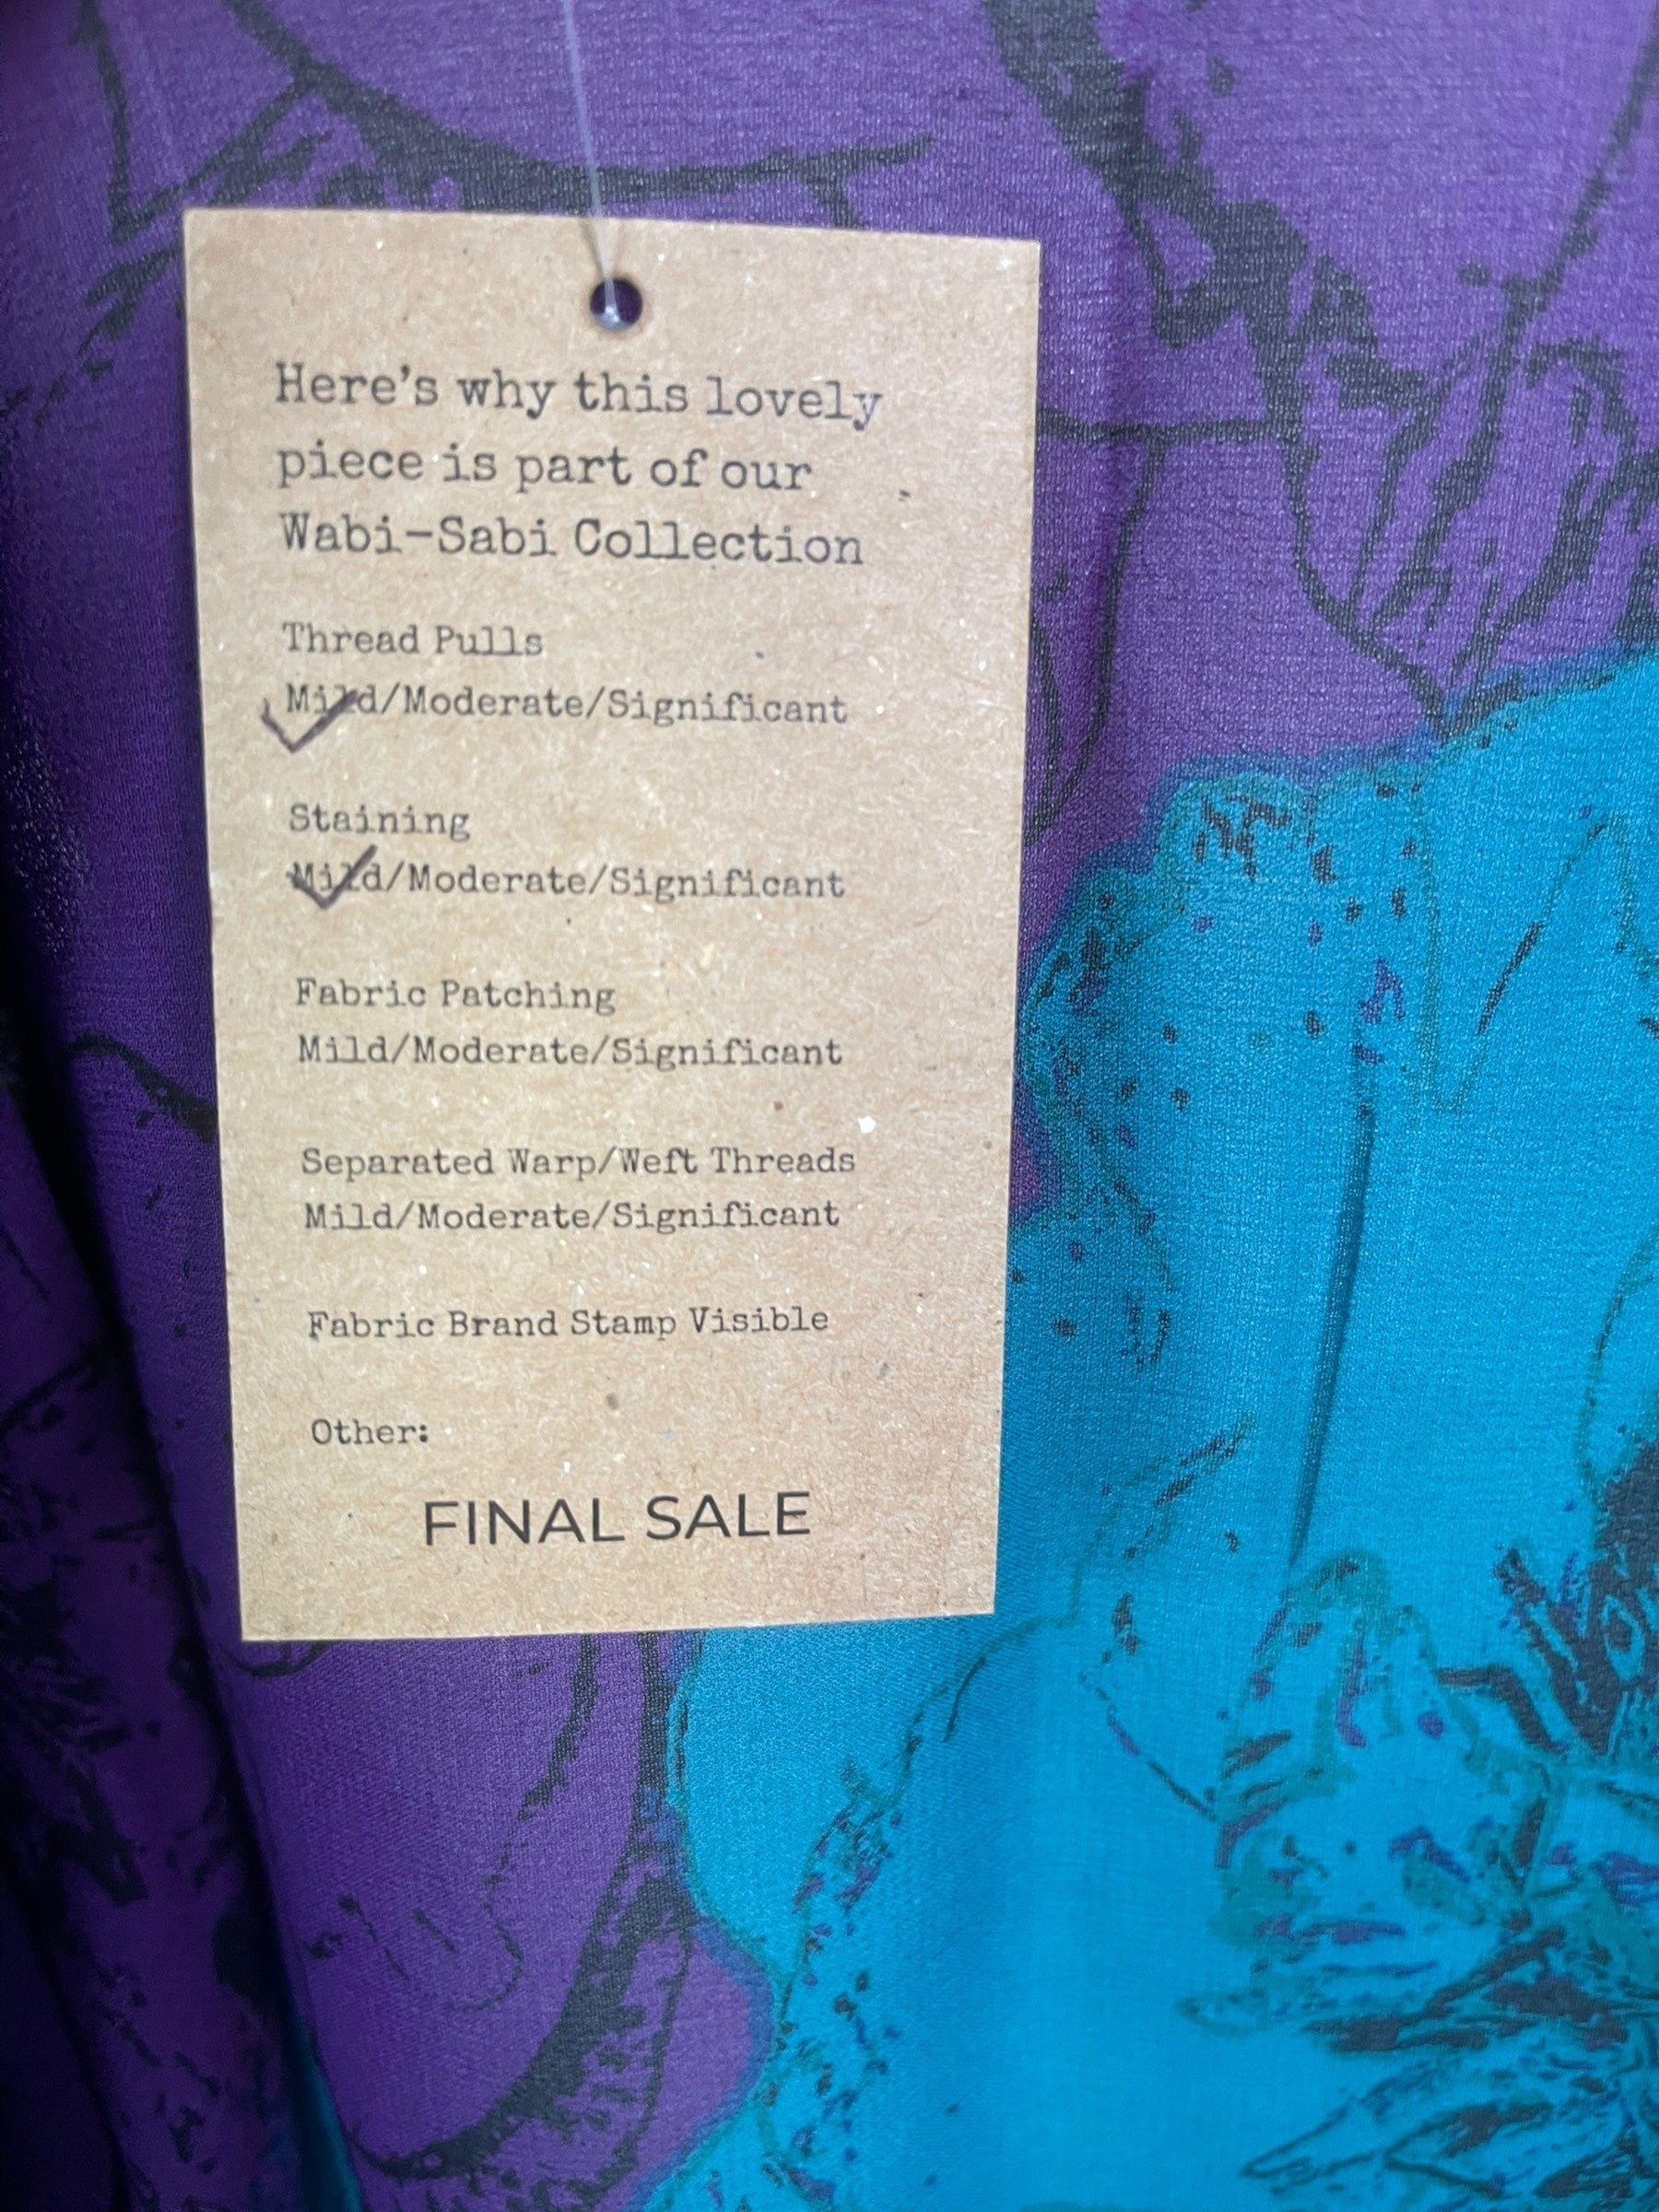 Here's why this lovely
piece is part of our
Wabi-Sabi Collection
Thread Pulls
Mild/Moderate/Significant
Staining
Mild/Moderate/Significant
Fabric Patching
Mild/Moderate/Significant
Separated Warp/Weft Threads
Mild/Moderate/Significant
Fabric Brand Stamp Visible
Other:
FINAL SALE